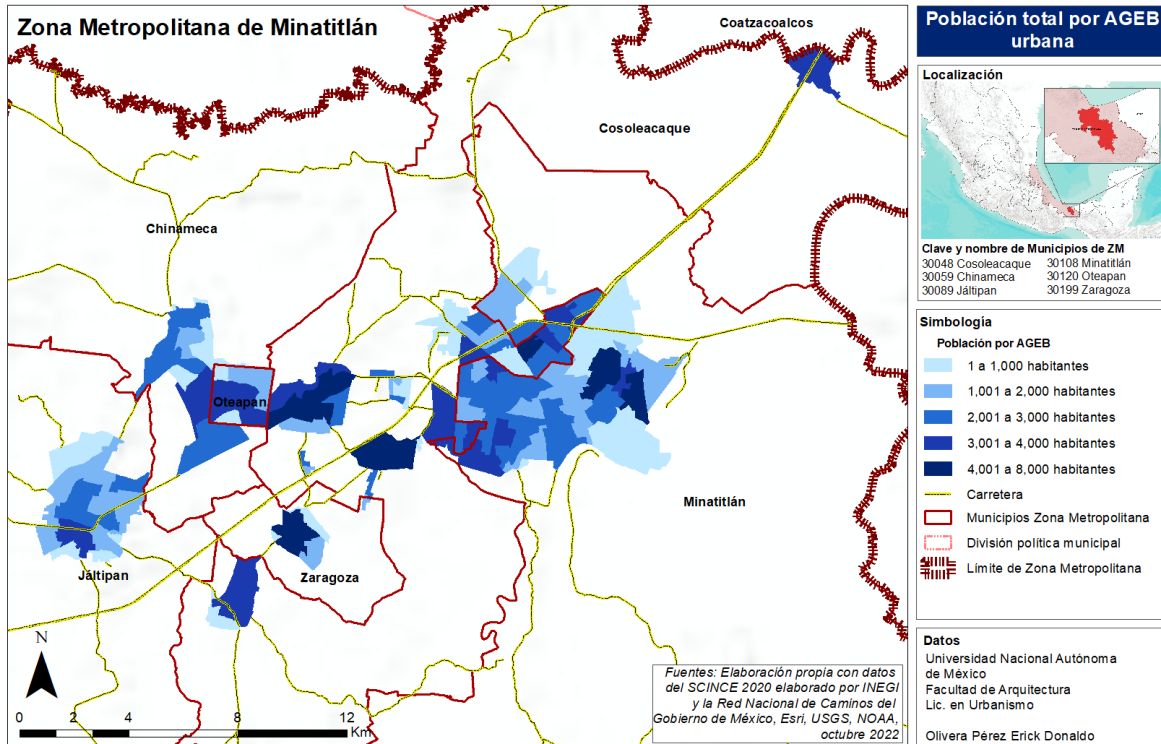 Zona Metropolitana de Minatitlán
Coatzacoalcos
Cosoleacaque
Chinameca
Oteapan
Minatitlán
Jáltipan
Zaragoza
N
0 2 4 8 12
Km
Fuentes: Elaboración propia con datos
del SCINCE 2020 elaborado por INEGI
y la Red Nacional de Caminos del
Gobierno de México, Esri, USGS, NOAA,
octubre 2022
Población total por AGEB
urbana
Localización
Clave y nombre de Municipios de ZM
30048 Cosoleacaque 30108 Minatitlán
30059 Chinameca 30120 Oteapan
30089 Jáltipan 30199 Zaragoza
Simbología
Población por AGEB
1 a 1,000 habitantes
1,001 a 2,000 habitantes
2,001 a 3,000 habitantes
3,001 a 4,000 habitantes
4,001 a 8,000 habitantes
Carretera
Municipios Zona Metropolitana
División política municipal
Límite de Zona Metropolitana
Datos
Universidad Nacional Autónoma
de México
Facultad de Arquitectura
Lic. en Urbanismo
Olivera Pérez Erick Donaldo